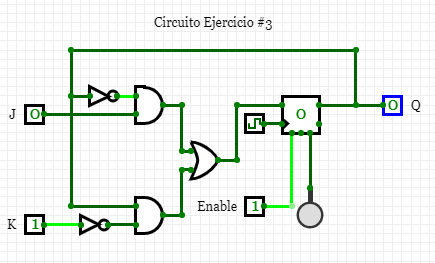 Circuito Ejercicio #3
J 0
0
0 Q
Enable 1
K 1